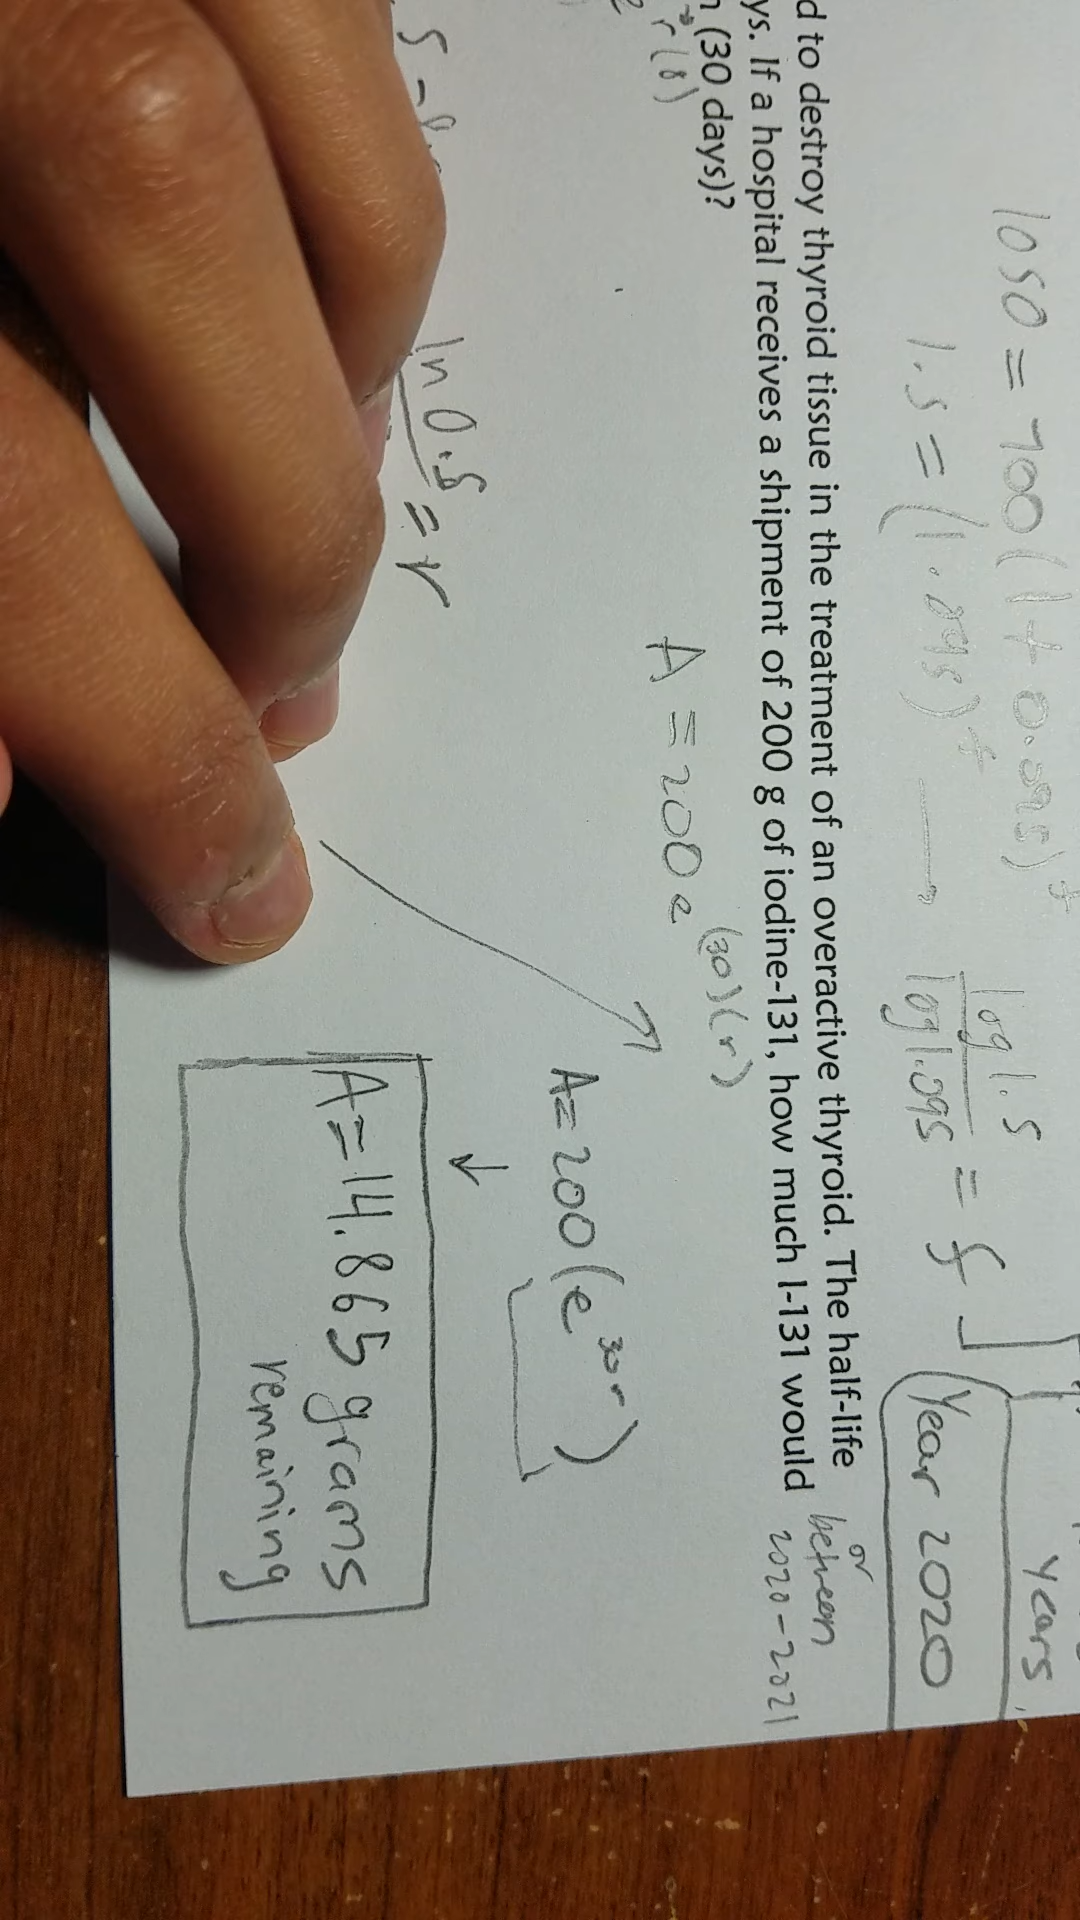 1050 = 700(1 + 0.095)^t
1.5 = (1.095)^t → log 1.5 / log 1.095 = t
years
Year 2020
or
between
2020-2021
d to destroy thyroid tissue in the treatment of an overactive thyroid. The half-life
ys. If a hospital receives a shipment of 200 g of iodine-131, how much I-131 would
(30 days)?
r(8)
A = 200e^(30)(r)
A=200(e^30r)
ln 0.5 = r
↓
A=14.865 grams
remaining